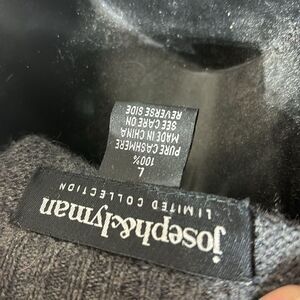 joseph&lyman
LIMITED COLLECTION
L
100%
PURE CASHMERE
MADE IN CHINA
SEE CARE ON
REVERSE SIDE